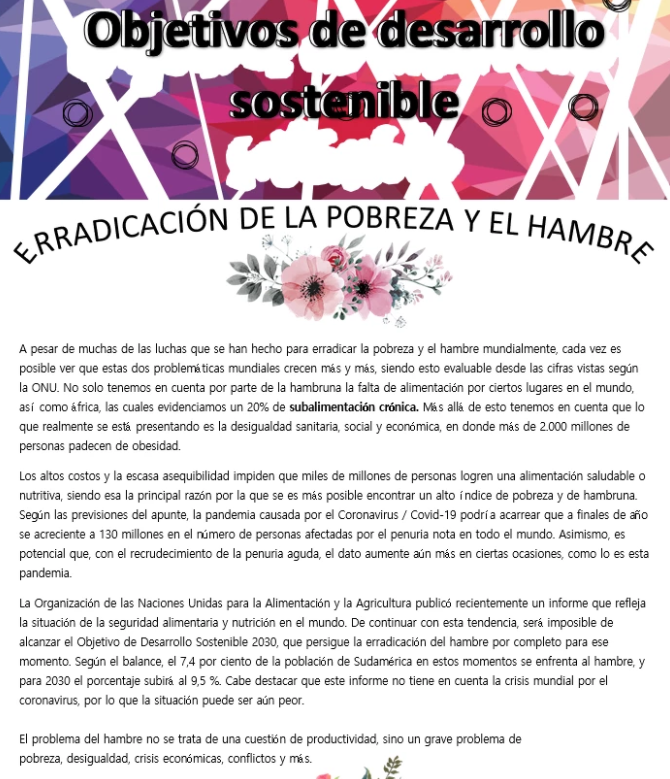 Objetivos de desarrollo
sostenible
ERRADICACIÓN DE LA POBREZA Y EL HAMBRE
A pesar de muchas de las luchas que se han hecho para erradicar la pobreza y el hambre mundialmente, cada vez es
posible ver que estas dos problemáticas mundiales crecen más y más, siendo esto evaluable desde las cifras vistas según
la ONU. No solo tenemos en cuenta por parte de la hambruna la falta de alimentación por ciertos lugares en el mundo,
así como áfrica, las cuales evidenciamos un 20% de subalimentación crónica. Más allá de esto tenemos en cuenta que lo
que realmente se está presentando es la desigualdad sanitaria, social y económica, en donde más de 2.000 millones de
personas padecen de obesidad.
Los altos costos y la escasa asequibilidad impiden que miles de millones de personas logren una alimentación saludable o
nutritiva, siendo esa la principal razón por la que se es más posible encontrar un alto índice de pobreza y de hambruna.
Según las previsiones del apunte, la pandemia causada por el Coronavirus / Covid-19 podría acarrear que a finales de año
se acreciente a 130 millones en el número de personas afectadas por el penuria nota en todo el mundo. Asimismo, es
potencial que, con el recrudecimiento de la penuria aguda, el dato aumente aún más en ciertas ocasiones, como lo es esta
pandemia.
La Organización de las Naciones Unidas para la Alimentación y la Agricultura publicó recientemente un informe que refleja
la situación de la seguridad alimentaria y nutrición en el mundo. De continuar con esta tendencia, será imposible de
alcanzar el Objetivo de Desarrollo Sostenible 2030, que persigue la erradicación del hambre por completo para ese
momento. Según el balance, el 7,4 por ciento de la población de Sudamérica en estos momentos se enfrenta al hambre, y
para 2030 el porcentaje subirá al 9,5 %. Cabe destacar que este informe no tiene en cuenta la crisis mundial por el
coronavirus, por lo que la situación puede ser aún peor.
El problema del hambre no se trata de una cuestión de productividad, sino un grave problema de
pobreza, desigualdad, crisis económicas, conflictos y más.